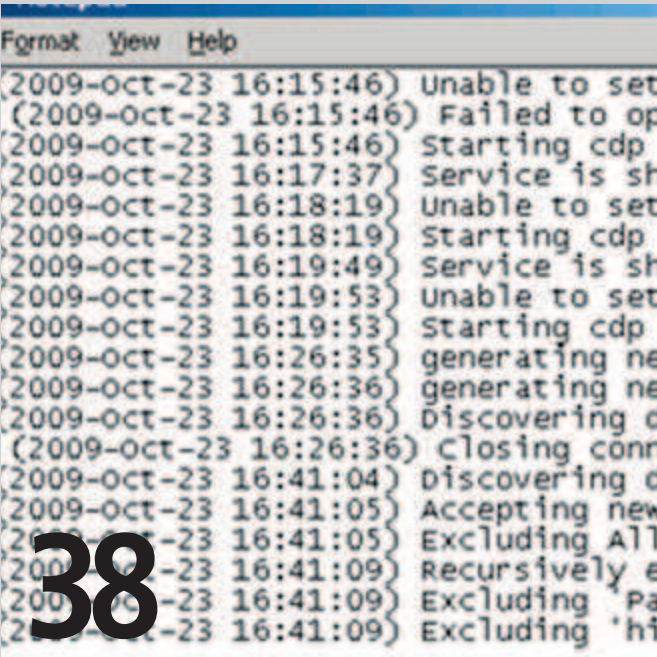 Format View Help
(2009-Oct-23 16:15:46) Unable to set
(2009-Oct-23 16:15:46) Failed to op
(2009-Oct-23 16:15:46) Starting cdp
(2009-Oct-23 16:17:37) Service is sh
(2009-Oct-23 16:18:19) Unable to set
(2009-Oct-23 16:18:19) Starting cdp
(2009-Oct-23 16:19:49) Service is sh
(2009-Oct-23 16:19:53) Unable to set
(2009-Oct-23 16:19:53) Starting cdp
(2009-Oct-23 16:26:35) generating ne
(2009-Oct-23 16:26:36) generating ne
(2009-Oct-23 16:26:36) Discovering d
(2009-Oct-23 16:26:36) Closing conn
(2009-Oct-23 16:41:04) Discovering d
(2009-Oct-23 16:41:05) Accepting new
-23 16:41:05) Excluding All
-23 16:41:09) Recursively e
-23 16:41:09) Excluding 'Pa
-23 16:41:09) Excluding 'hi
38